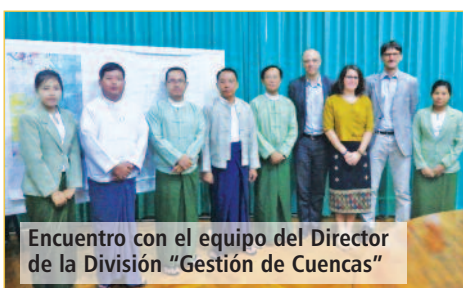 Encuentro con el equipo del Director
de la División “Gestión de Cuencas”